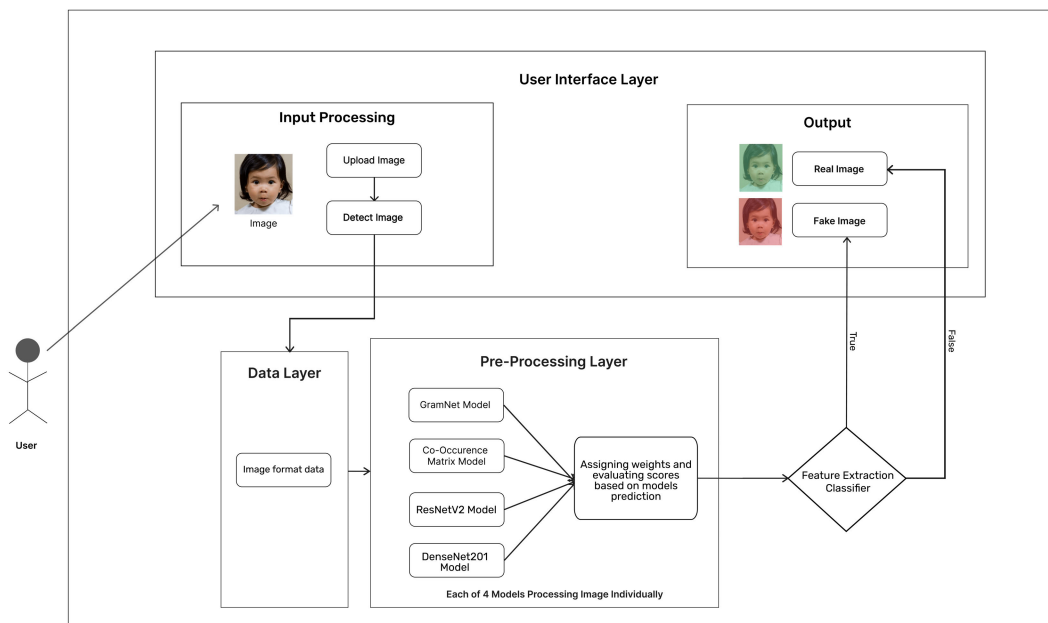 User Interface Layer
Input Processing
Upload Image
Detect Image
Image
Output
Real Image
Fake Image
User
Data Layer
Image format data
Pre-Processing Layer
GramNet Model
Co-Occurence
Matrix Model
ResNetV2 Model
DenseNet201
Model
Assigning weights and
evaluating scores
based on models
prediction
Each of 4 Models Processing Image Individually
Feature Extraction
Classifier
True
False